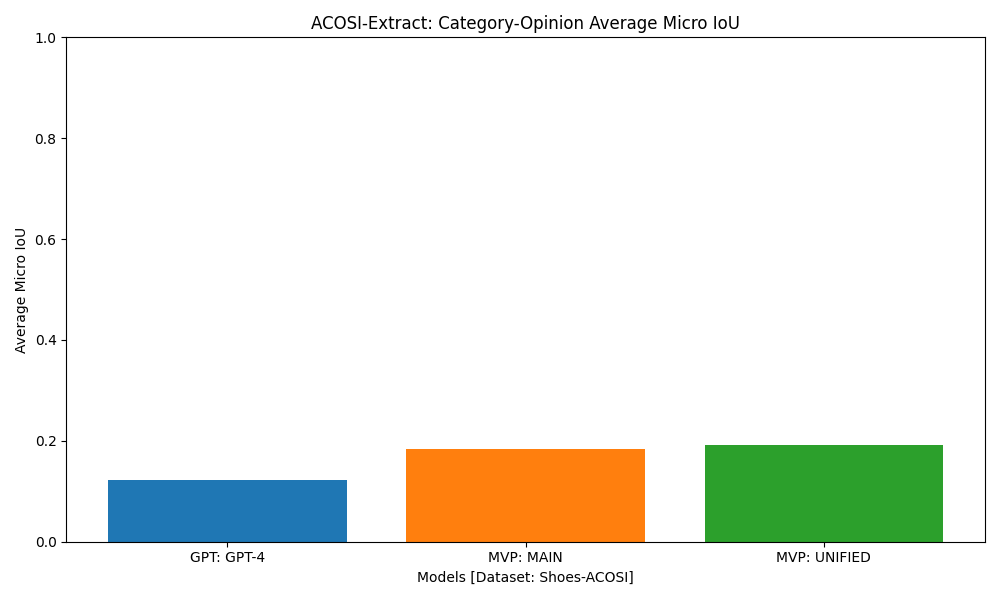 ACOSI-Extract: Category-Opinion Average Micro IoU
1.0
0.8
0.6
0.4
0.2
0.0
Average Micro IoU
GPT: GPT-4
MVP: MAIN
MVP: UNIFIED
Models [Dataset: Shoes-ACOSI]